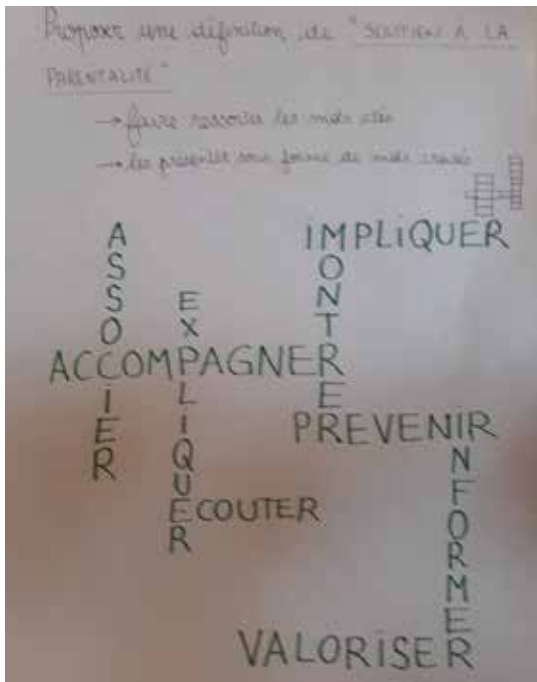 Proposer une définition de "SOUTIEN À LA
PARENTALITÉ"
→ faire ressortir les mots clés
→ les présenter sous forme de mots croisés
ASSOCIER
IMPLIQUER
EXPLIQUER
MONTRER
ACCOMPAGNER
PREVENIR
ECOUTER
INFORMER
VALORISER